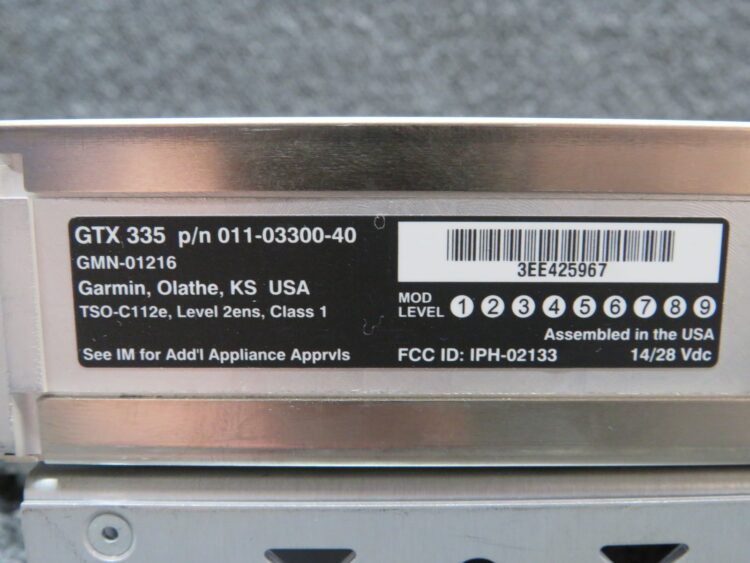 GTX 335 p/n 011-03300-40
GMN-01216
Garmin, Olathe, KS USA
TSO-C112e, Level 2ens, Class 1
See IM for Add'l Appliance Apprvls
3EE425967
MOD LEVEL 1 2 3 4 5 6 7 8 9
Assembled in the USA
FCC ID: IPH-02133 14/28 Vdc